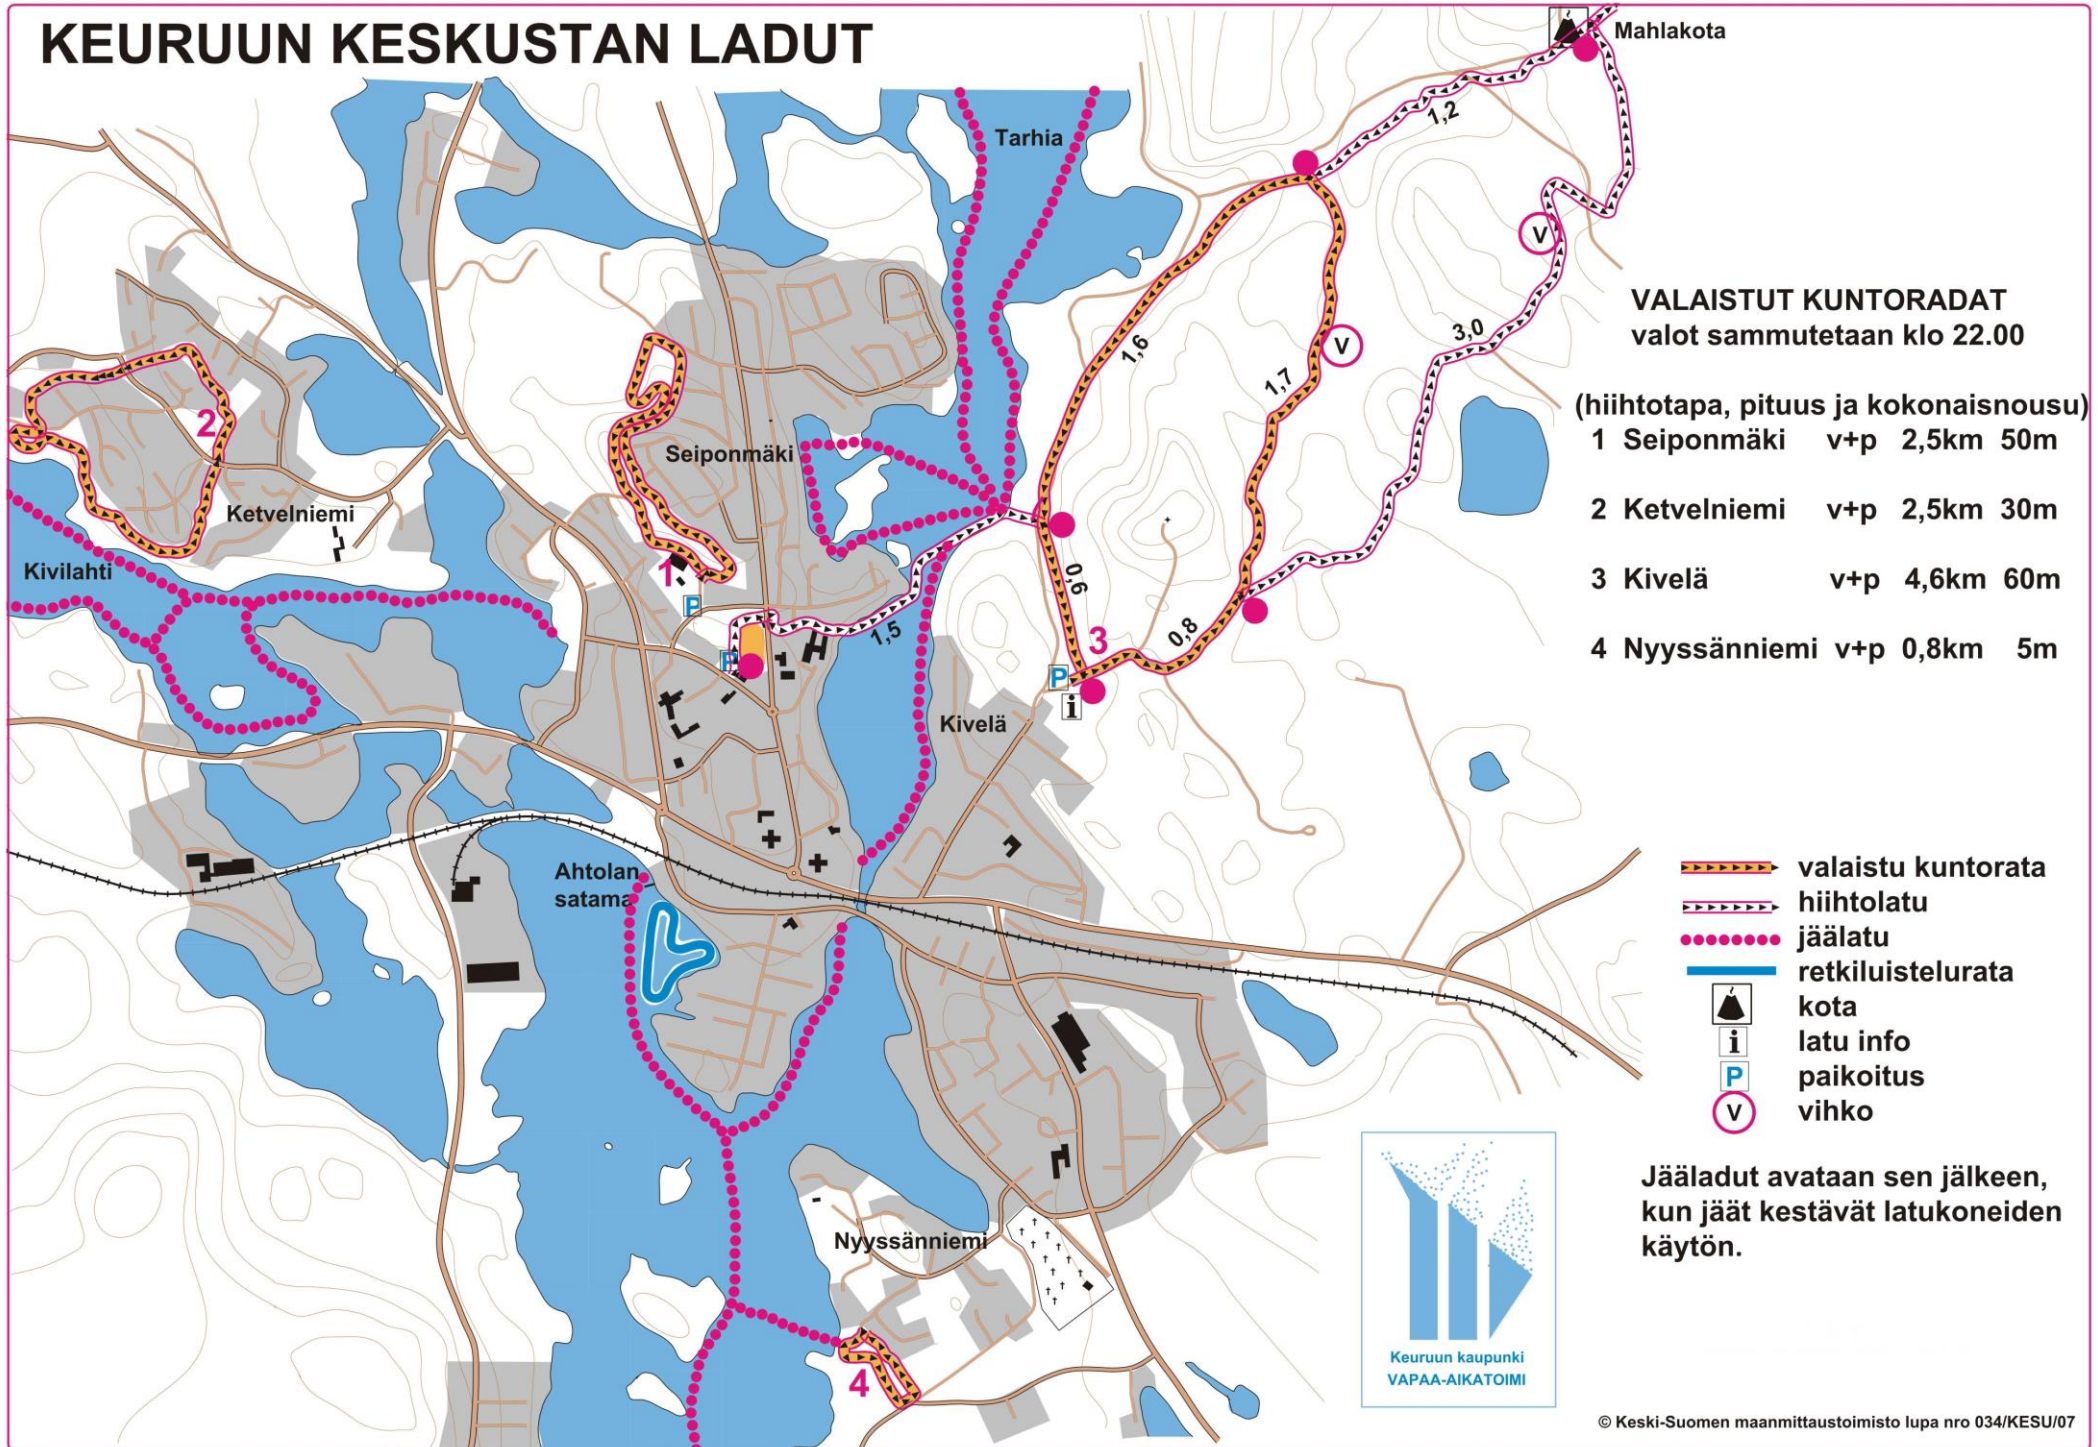 KEURUUN KESKUSTAN LADUT
Mahlakota
Tarhia
1,2
V
VALAISTUT KUNTORADAT
valot sammutetaan klo 22.00
3,0
1,6
V
1,7
(hiihtotapa, pituus ja kokonaisnousu)
1 Seiponmäki v+p 2,5km 50m
2 Ketvelniemi v+p 2,5km 30m
3 Kivelä v+p 4,6km 60m
4 Nyyssänniemi v+p 0,8km 5m
2
Seiponmäki
Ketvelniemi
Kivilahti
1
P
0,6
1,5
0,8
3
P
P
i
Kivelä
Ahtolan
satama
valaistu kuntorata
hiihtolatu
jäälatu
retkiluistelurata
kota
i latu info
P paikoitus
V vihko
Jääladut avataan sen jälkeen,
kun jäät kestävät latukoneiden
käytön.
Nyyssänniemi
4
Keuruun kaupunki
VAPAA-AIKATOIMI
© Keski-Suomen maanmittaustoimisto lupa nro 034/KESU/07